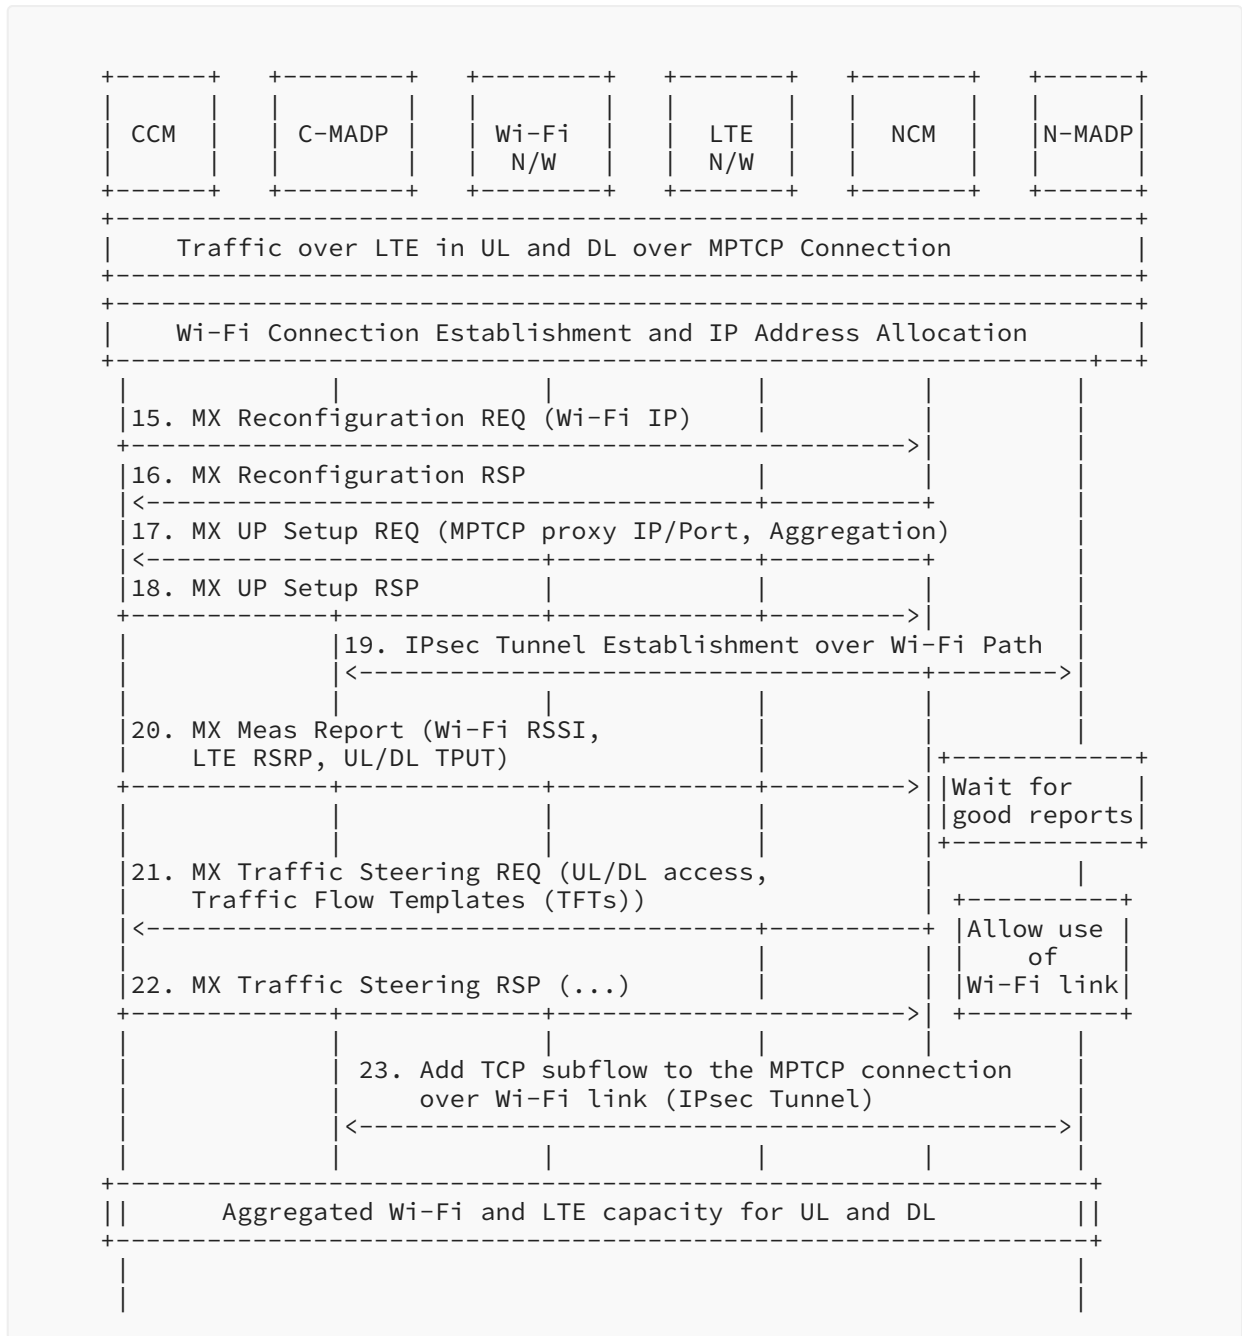 CCM C-MADP Wi-Fi LTE NCM N-MADP
N/W N/W
Traffic over LTE in UL and DL over MPTCP Connection
Wi-Fi Connection Establishment and IP Address Allocation
15. MX Reconfiguration REQ (Wi-Fi IP)
16. MX Reconfiguration RSP
17. MX UP Setup REQ (MPTCP proxy IP/Port, Aggregation)
18. MX UP Setup RSP
19. IPsec Tunnel Establishment over Wi-Fi Path
20. MX Meas Report (Wi-Fi RSSI,
LTE RSRP, UL/DL TPUT)
Wait for
good reports
21. MX Traffic Steering REQ (UL/DL access,
Traffic Flow Templates (TFTs))
Allow use
of
22. MX Traffic Steering RSP (...) Wi-Fi link
23. Add TCP subflow to the MPTCP connection
over Wi-Fi link (IPsec Tunnel)
Aggregated Wi-Fi and LTE capacity for UL and DL